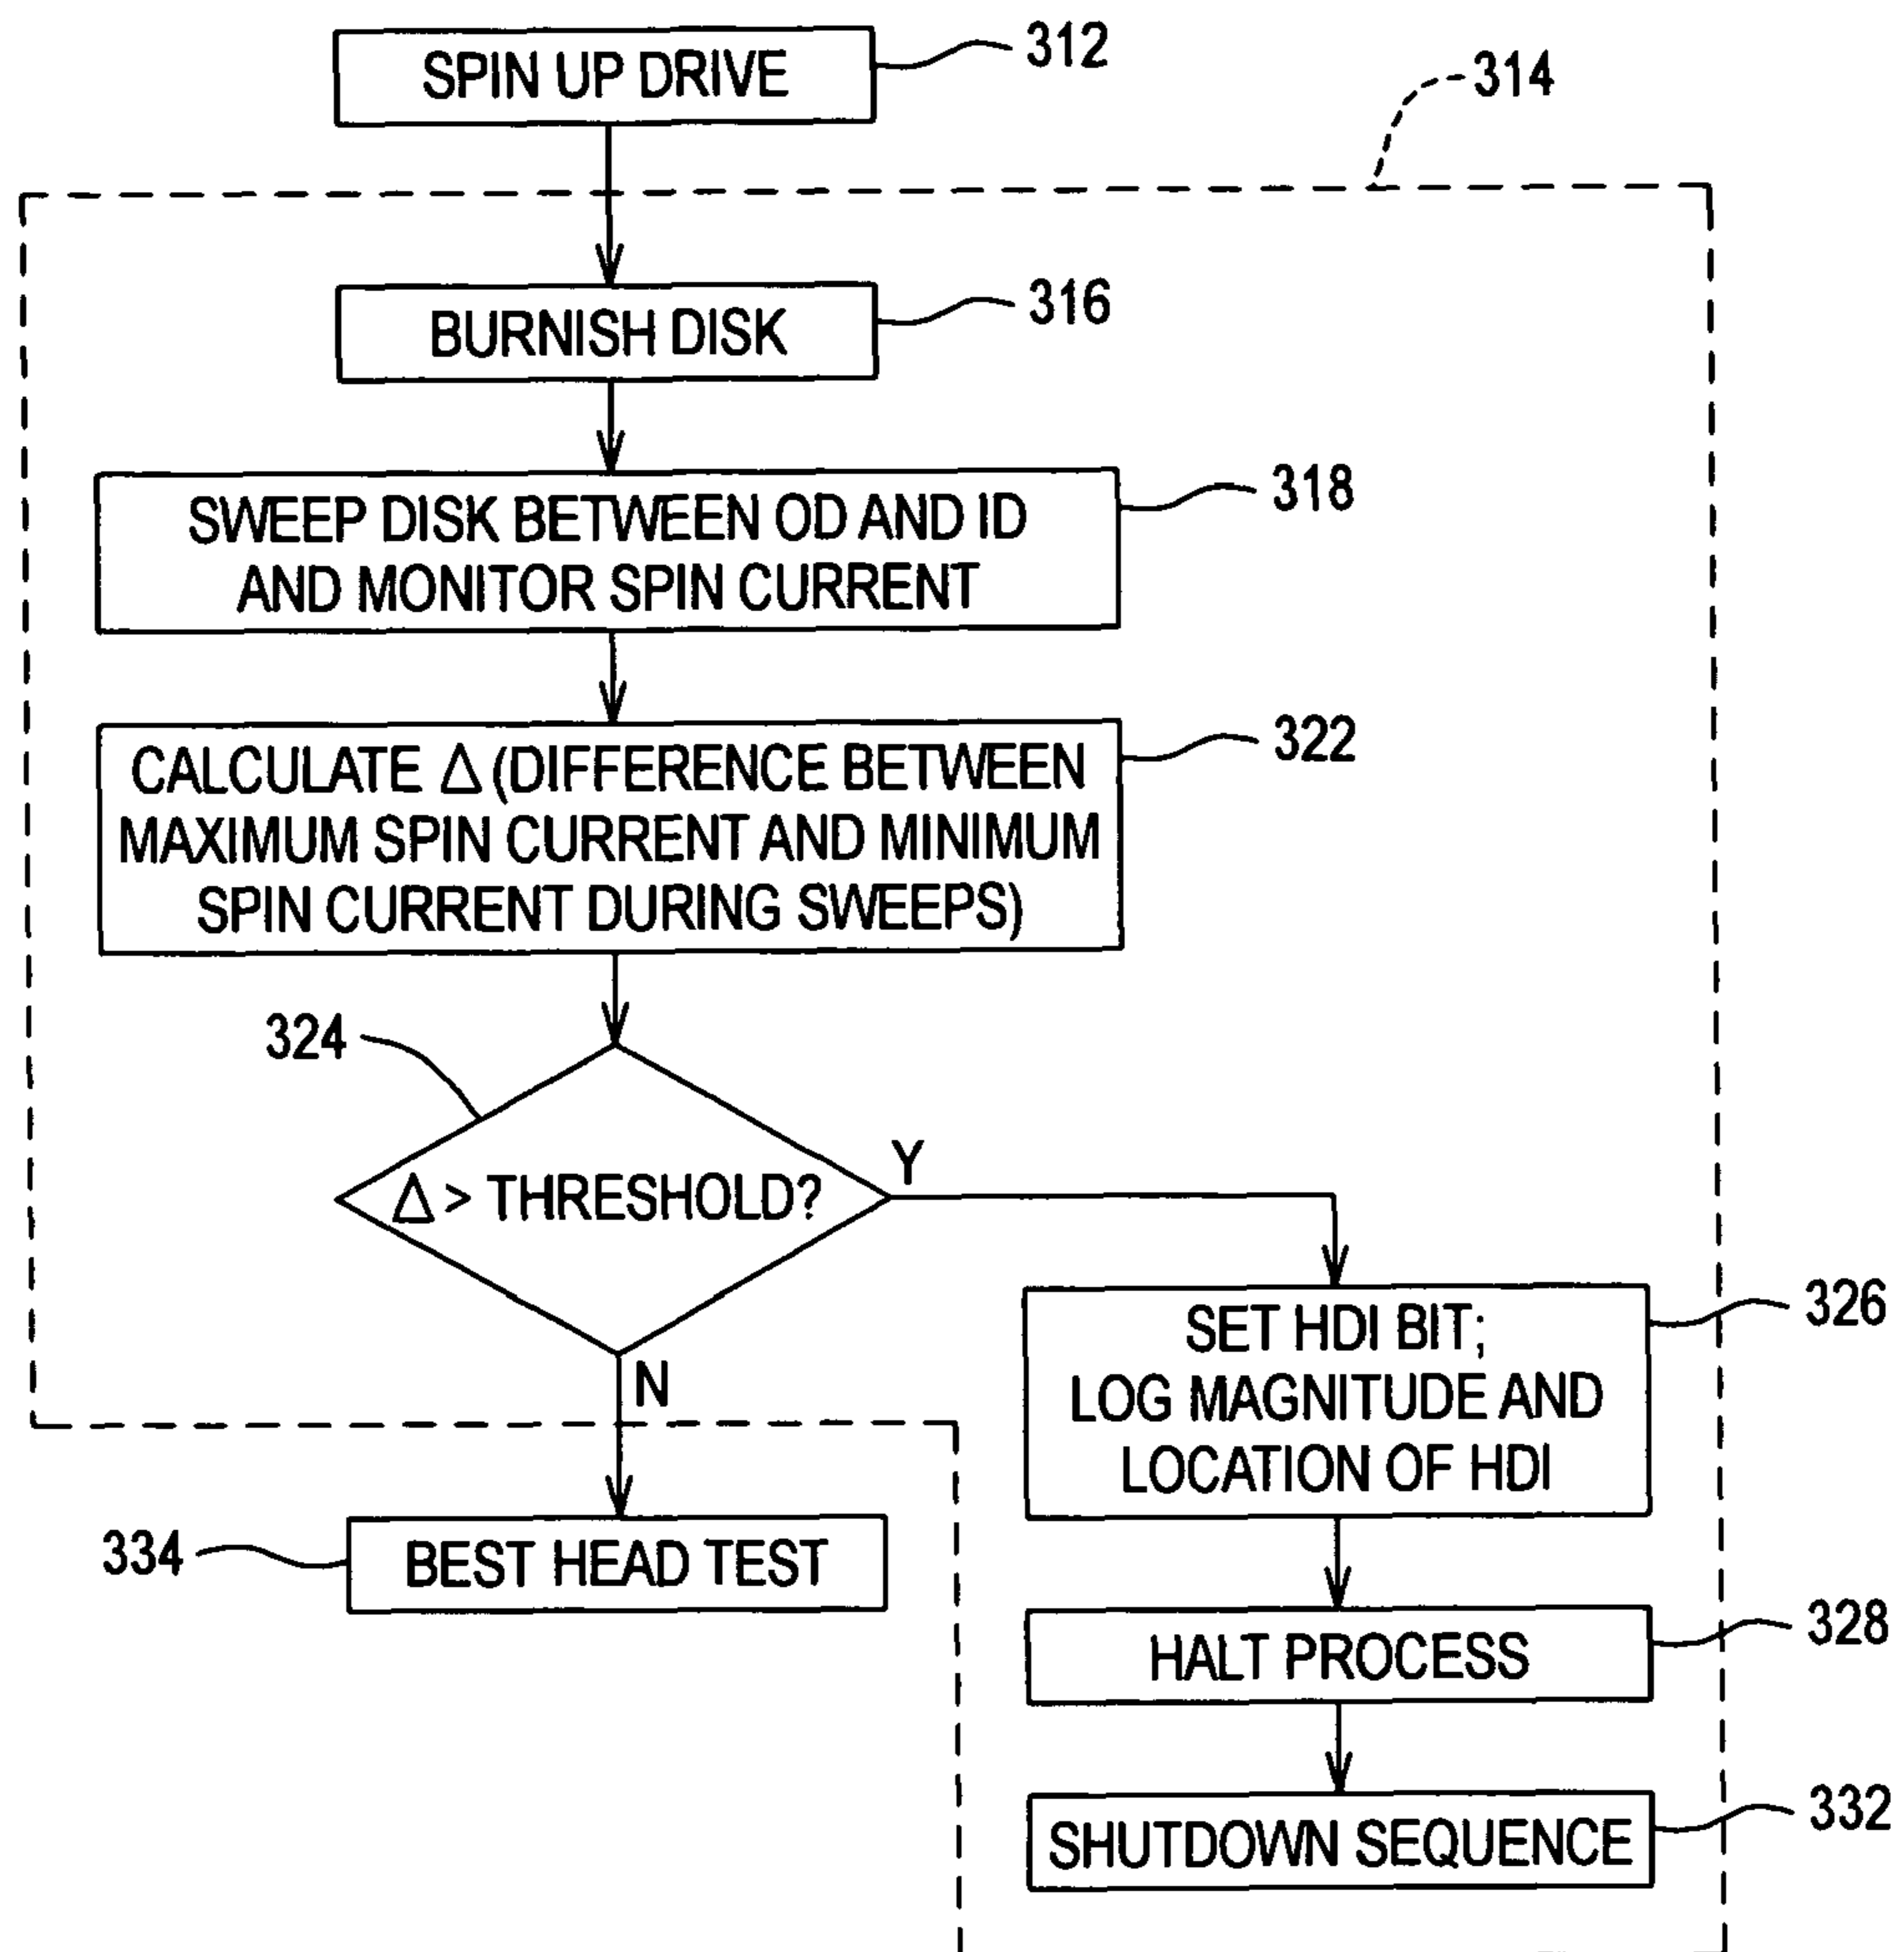 SPIN UP DRIVE
312
314
BURNISH DISK
316
SWEEP DISK BETWEEN OD AND ID
AND MONITOR SPIN CURRENT
318
CALCULATE Δ (DIFFERENCE BETWEEN
MAXIMUM SPIN CURRENT AND MINIMUM
SPIN CURRENT DURING SWEEPS)
322
324
Δ > THRESHOLD?
Y
N
SET HDI BIT;
LOG MAGNITUDE AND
LOCATION OF HDI
326
334
BEST HEAD TEST
HALT PROCESS
328
SHUTDOWN SEQUENCE
332